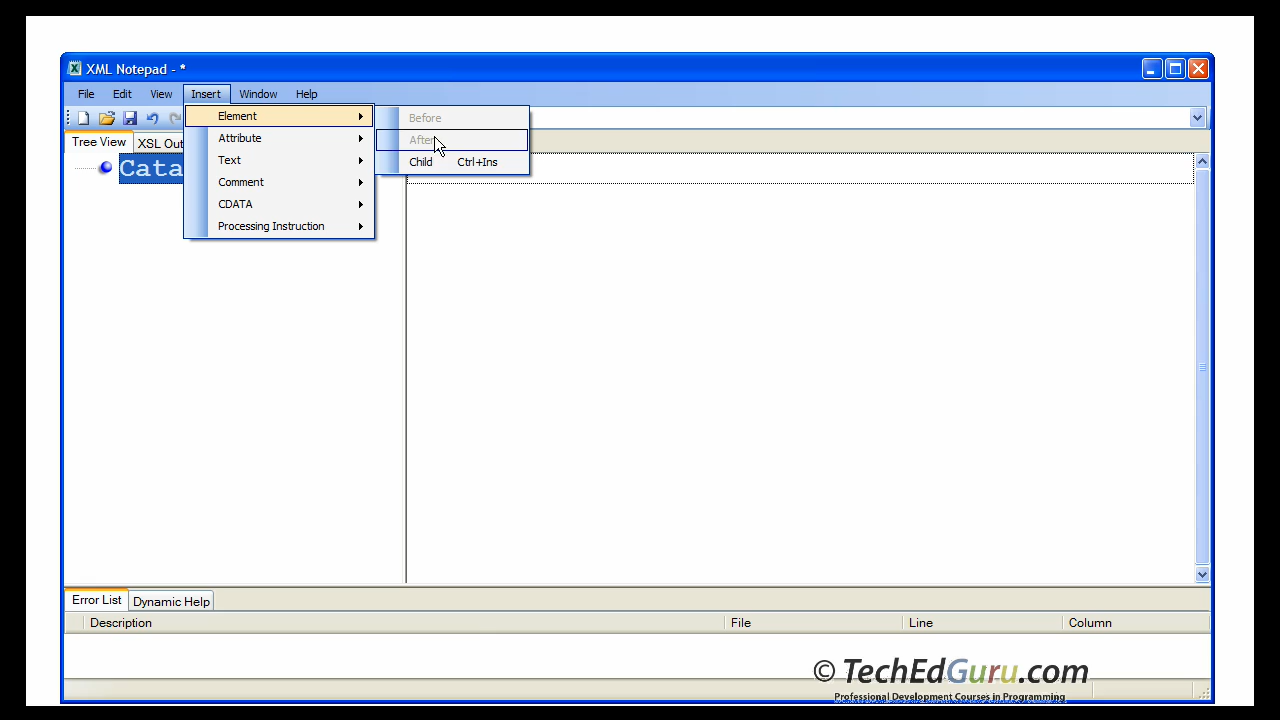 XML Notepad - *
File Edit View Insert Window Help
Element Before
After
Tree View XSL Out
Attribute
Child Ctrl+Ins
Cata
Text
Comment
CDATA
Processing Instruction
Error List Dynamic Help
Description File Line Column
© TechEdGuru.com
Professional Development Courses in Programming